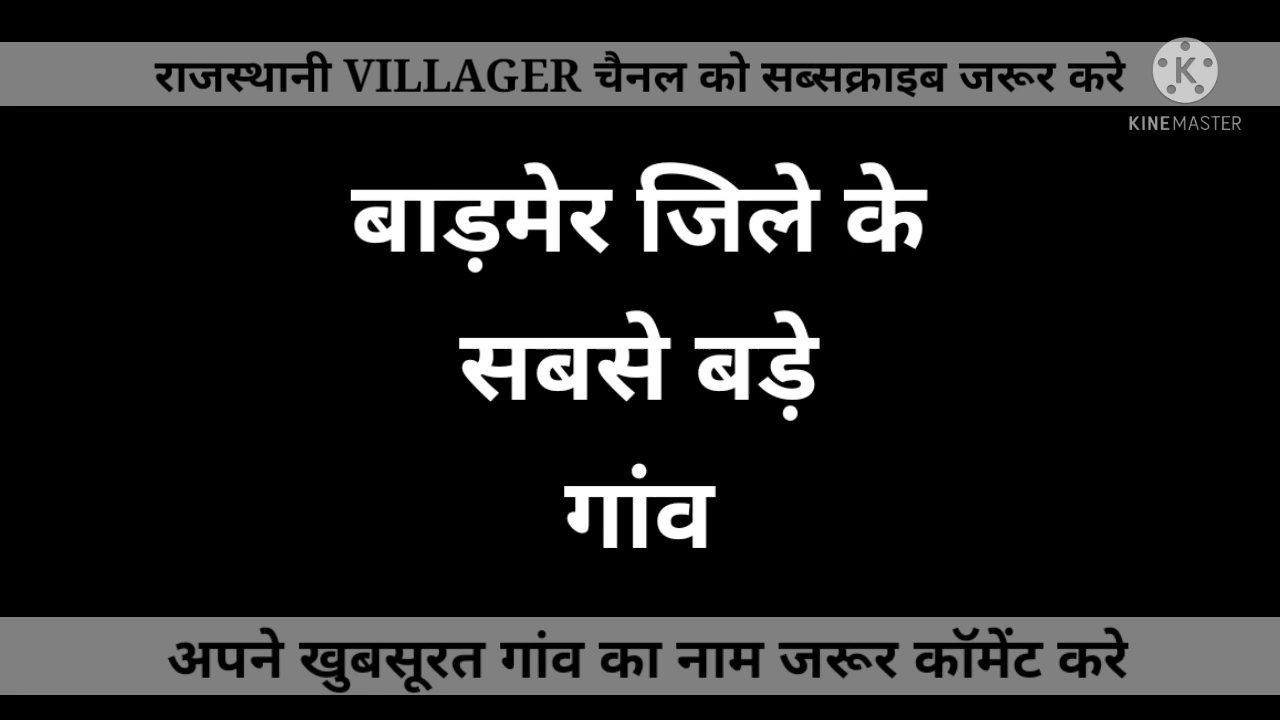 राजस्थानी VILLAGER चैनल को सब्सक्राइब जरूर करे
K
KINEMASTER
बाड़मेर जिले के
सबसे बड़े
गांव
अपने खुबसूरत गांव का नाम जरूर कॉमेंट करे